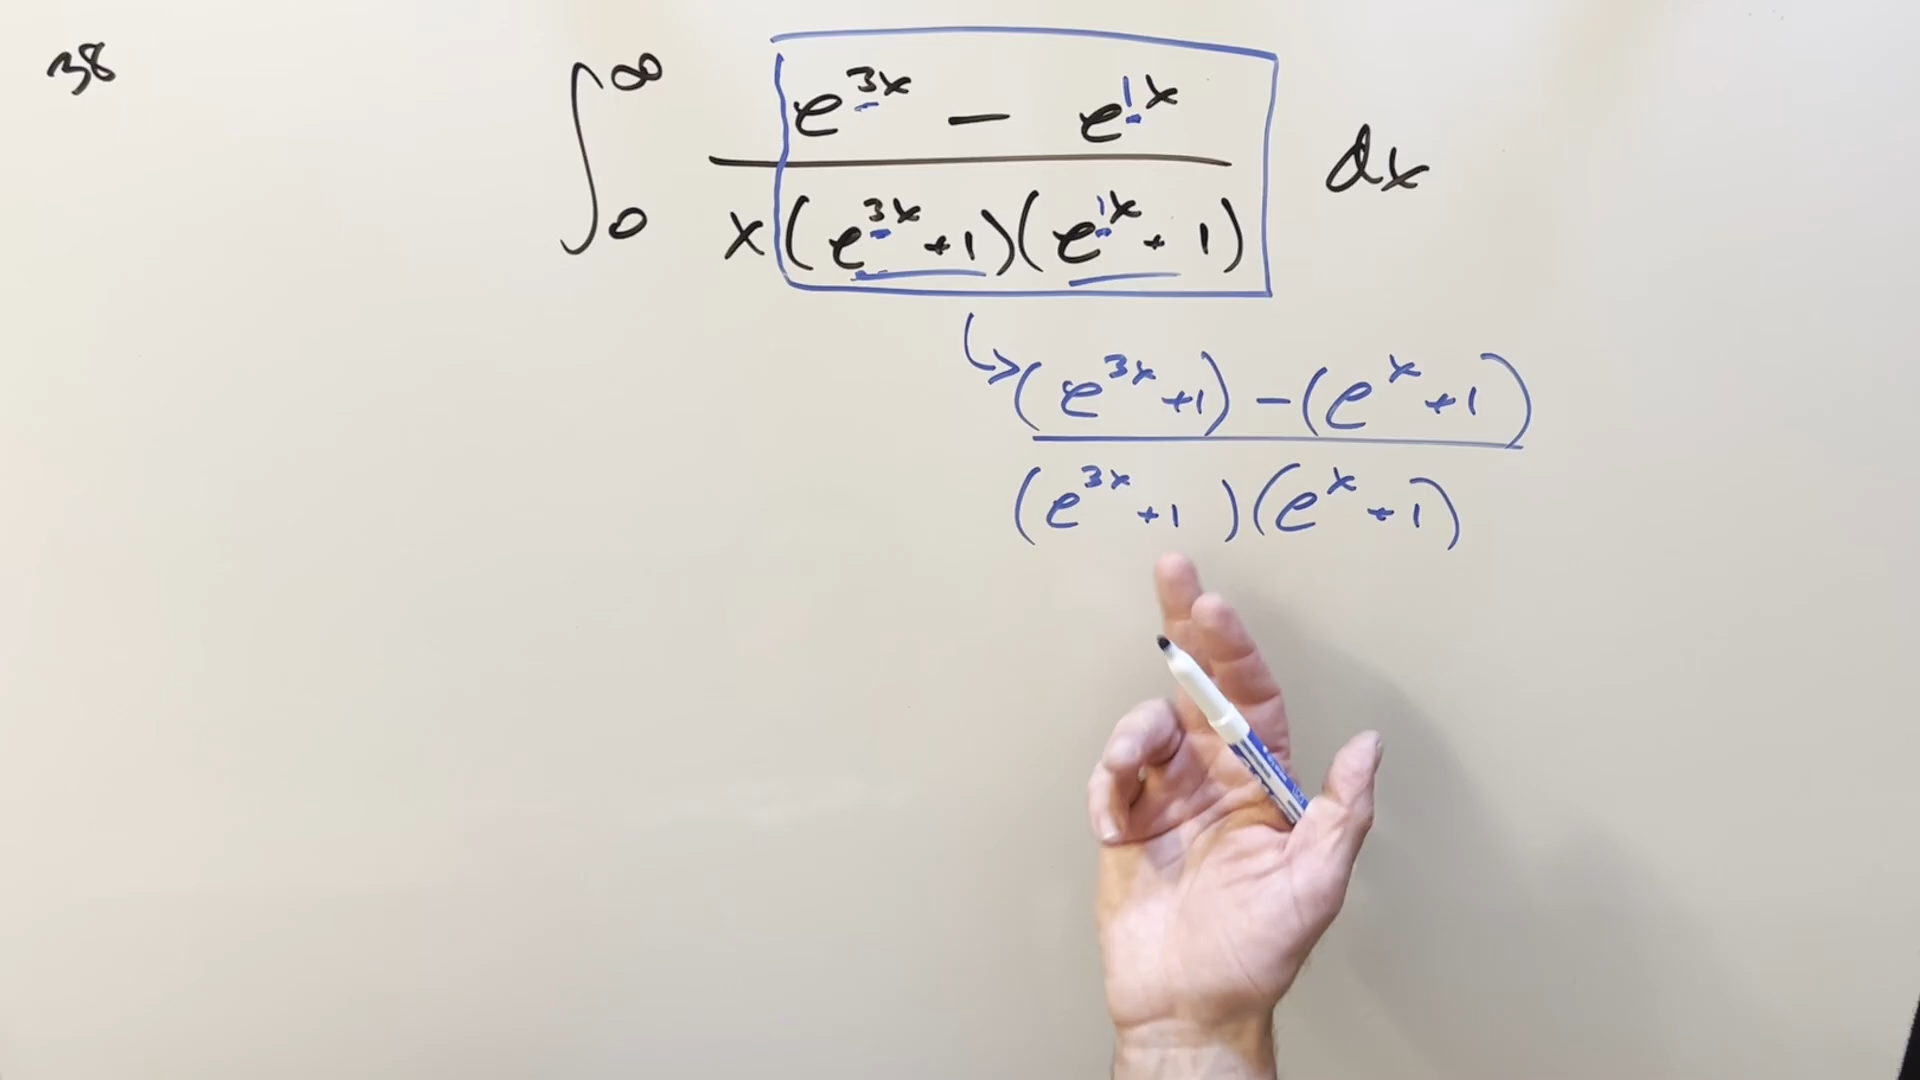 38
∫₀^∞ (e^{3x} − e^{1x}) / (x(e^{3x}+1)(e^{1x}+1)) dx
↳ ((e^{3x}+1) − (e^x+1)) / ((e^{3x}+1)(e^x+1))